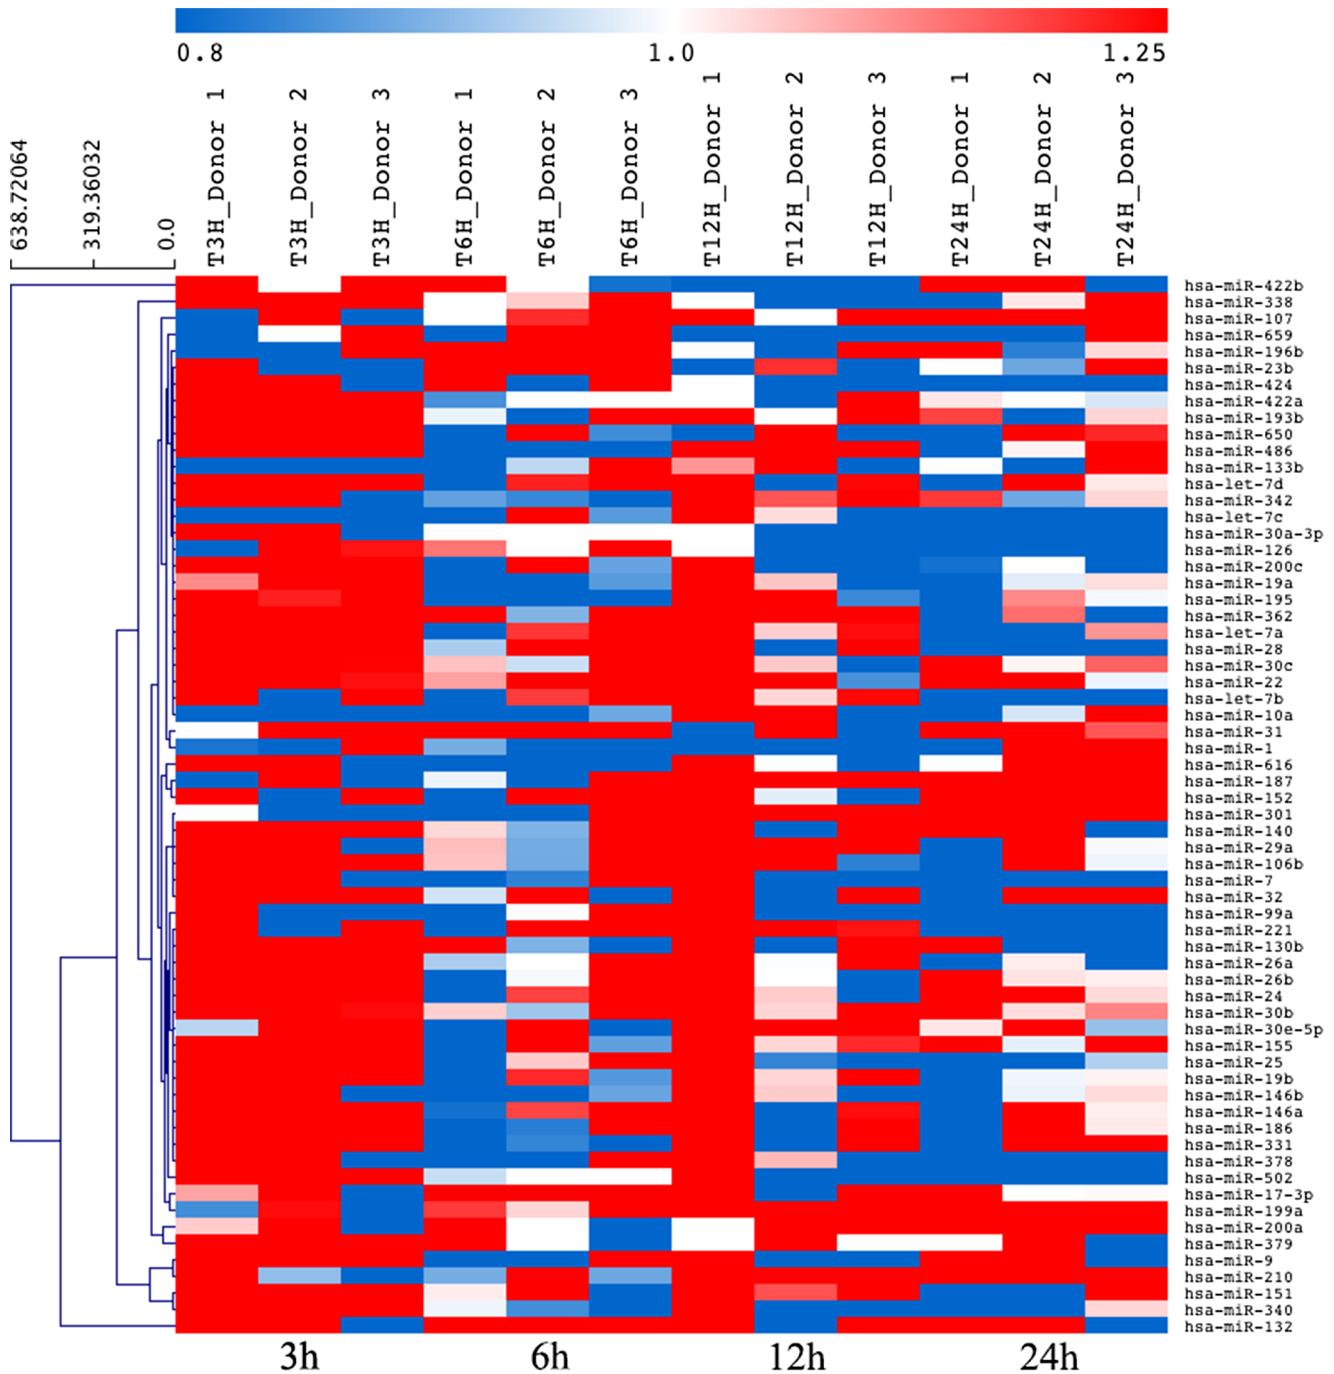 0.8 1.0 1.25
638.72064
319.36032
0.0
T3H_Donor 1
T3H_Donor 2
T3H_Donor 3
T6H_Donor 1
T6H_Donor 2
T6H_Donor 3
T12H_Donor 1
T12H_Donor 2
T12H_Donor 3
T24H_Donor 1
T24H_Donor 2
T24H_Donor 3
hsa-miR-422b
hsa-miR-338
hsa-miR-107
hsa-miR-659
hsa-miR-196b
hsa-miR-23b
hsa-miR-424
hsa-miR-422a
hsa-miR-193b
hsa-miR-650
hsa-miR-486
hsa-miR-133b
hsa-let-7d
hsa-miR-342
hsa-let-7c
hsa-miR-30a-3p
hsa-miR-126
hsa-miR-200c
hsa-miR-19a
hsa-miR-195
hsa-miR-362
hsa-let-7a
hsa-miR-28
hsa-miR-30c
hsa-miR-22
hsa-let-7b
hsa-miR-10a
hsa-miR-31
hsa-miR-1
hsa-miR-616
hsa-miR-187
hsa-miR-152
hsa-miR-301
hsa-miR-140
hsa-miR-29a
hsa-miR-106b
hsa-miR-7
hsa-miR-32
hsa-miR-99a
hsa-miR-221
hsa-miR-130b
hsa-miR-26a
hsa-miR-26b
hsa-miR-24
hsa-miR-30b
hsa-miR-30e-5p
hsa-miR-155
hsa-miR-25
hsa-miR-19b
hsa-miR-146b
hsa-miR-146a
hsa-miR-186
hsa-miR-331
hsa-miR-378
hsa-miR-502
hsa-miR-17-3p
hsa-miR-199a
hsa-miR-200a
hsa-miR-379
hsa-miR-9
hsa-miR-210
hsa-miR-151
hsa-miR-340
hsa-miR-132
3h 6h 12h 24h